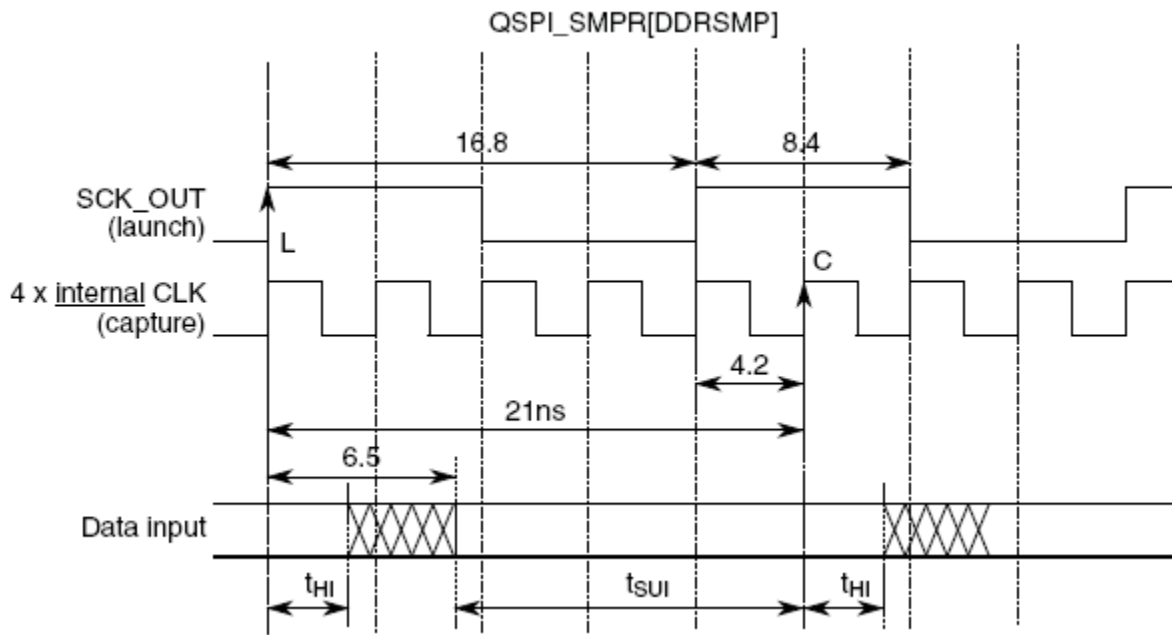 QSPI_SMPR[DDRSMP]
16.8
8.4
SCK_OUT
(launch)
L
C
4 x internal CLK
(capture)
4.2
21ns
6.5
Data input
tHI
tSUI
tHI